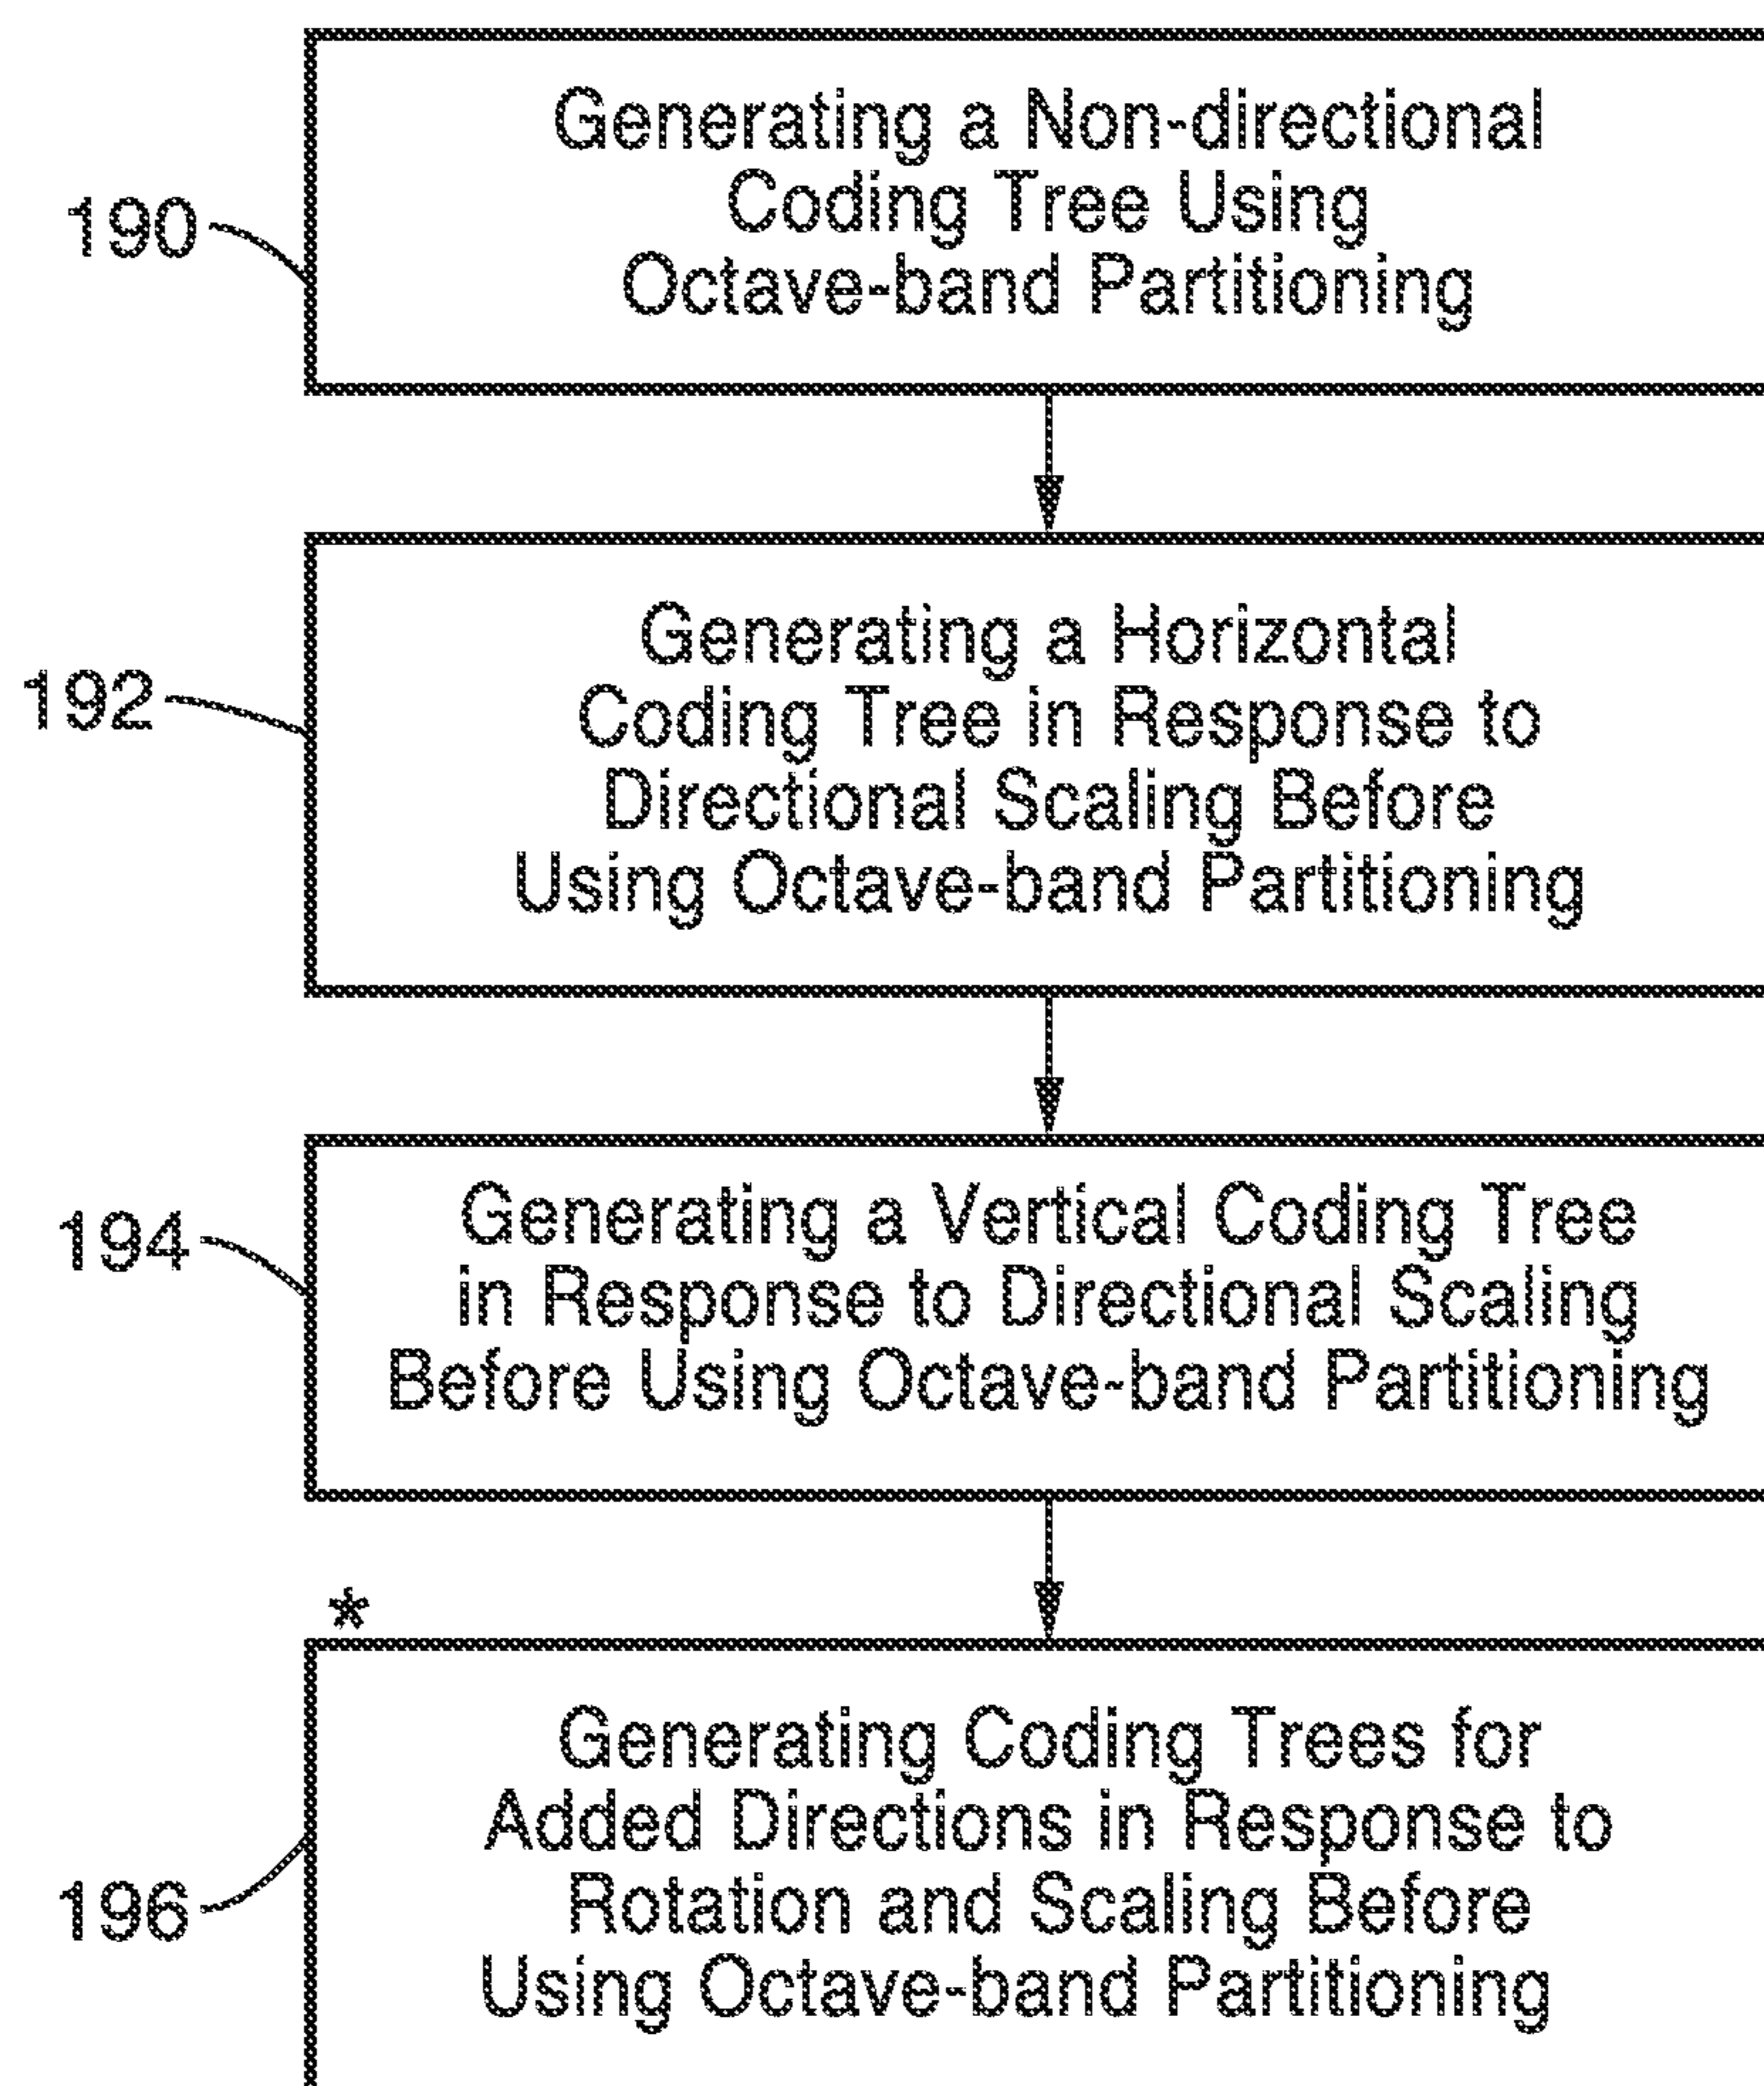 Generating a Non-directional
Coding Tree Using
Octave-band Partitioning
190
Generating a Horizontal
Coding Tree in Response to
Directional Scaling Before
Using Octave-band Partitioning
192
Generating a Vertical Coding Tree
in Response to Directional Scaling
Before Using Octave-band Partitioning
194
*
Generating Coding Trees for
Added Directions in Response to
Rotation and Scaling Before
Using Octave-band Partitioning
196